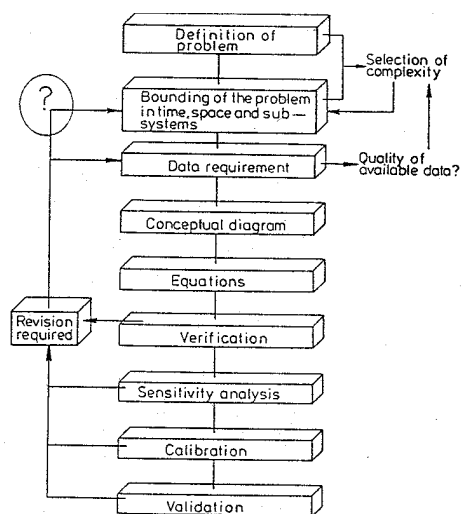 Definition of
problem
Selection of
complexity
?
Bounding of the problem
in time, space and sub-
systems
Data requirement
Quality of
available data?
Conceptual diagram
Equations
Revision
required
Verification
Sensitivity analysis
Calibration
Validation